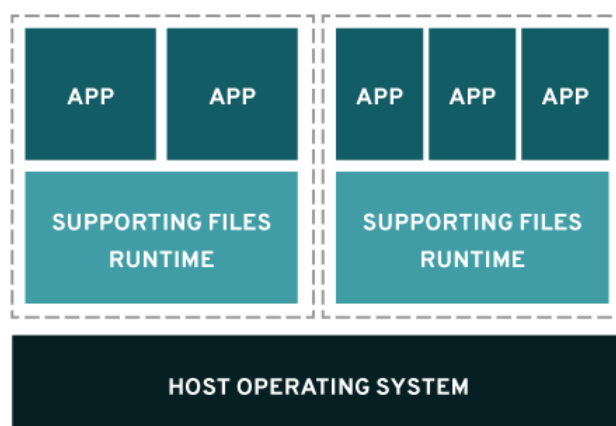 APP APP APP APP APP
SUPPORTING FILES SUPPORTING FILES
RUNTIME RUNTIME
HOST OPERATING SYSTEM